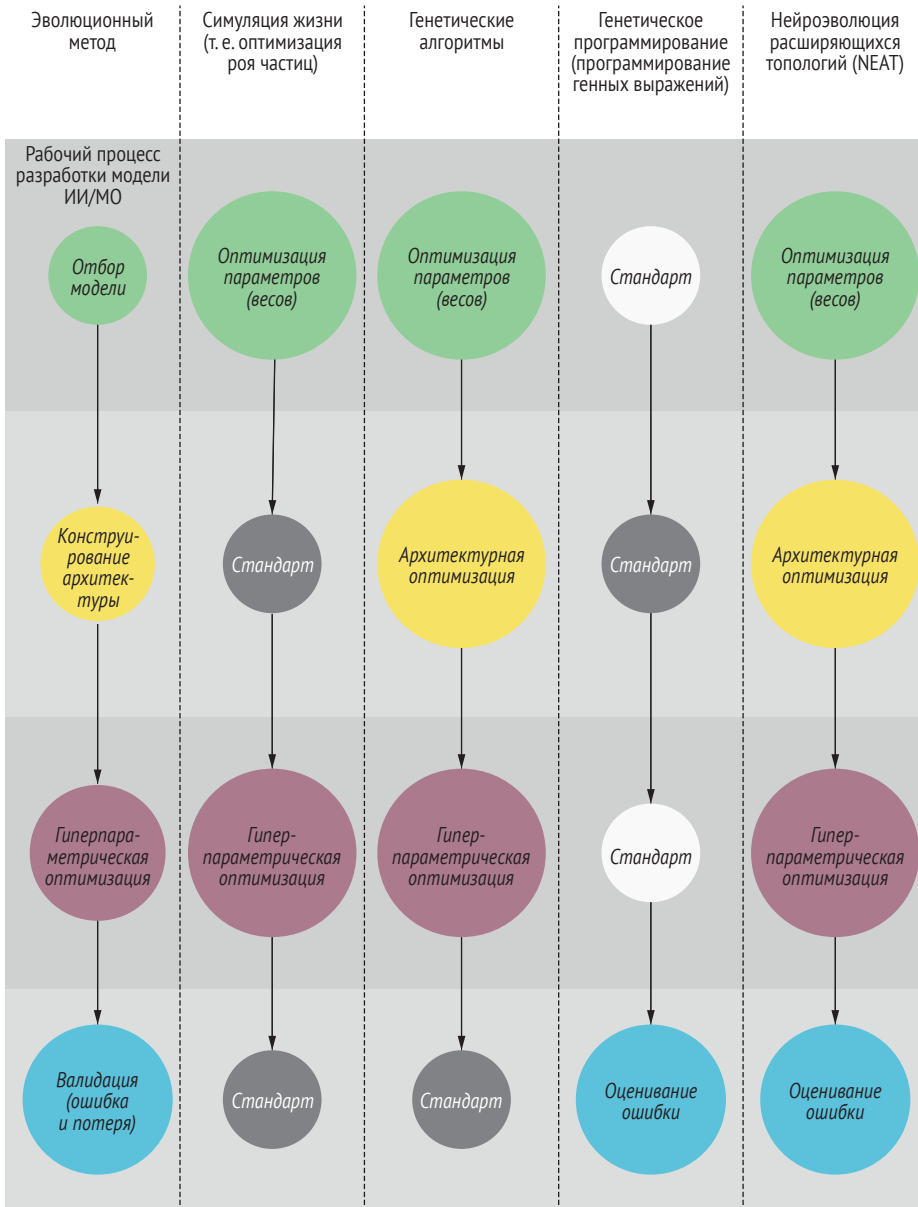 Эволюционный
метод
Симуляция жизни
(т. е. оптимизация
роя частиц)
Генетические
алгоритмы
Генетическое
программирование
(программирование
генных выражений)
Нейроэволюция
расширяющихся
топологий (NEAT)
Рабочий процесс
разработки модели
ИИ/МО
Отбор
модели
Оптимизация
параметров
(весов)
Оптимизация
параметров
(весов)
Стандарт
Оптимизация
параметров
(весов)
Конструи-
рование
архитек-
туры
Стандарт
Архитектурная
оптимизация
Стандарт
Архитектурная
оптимизация
Гиперпара-
метрическая
оптимизация
Гипер-
параметрическая
оптимизация
Гипер-
параметрическая
оптимизация
Стандарт
Гипер-
параметрическая
оптимизация
Валидация
(ошибка
и потеря)
Стандарт
Стандарт
Оценивание
ошибки
Оценивание
ошибки